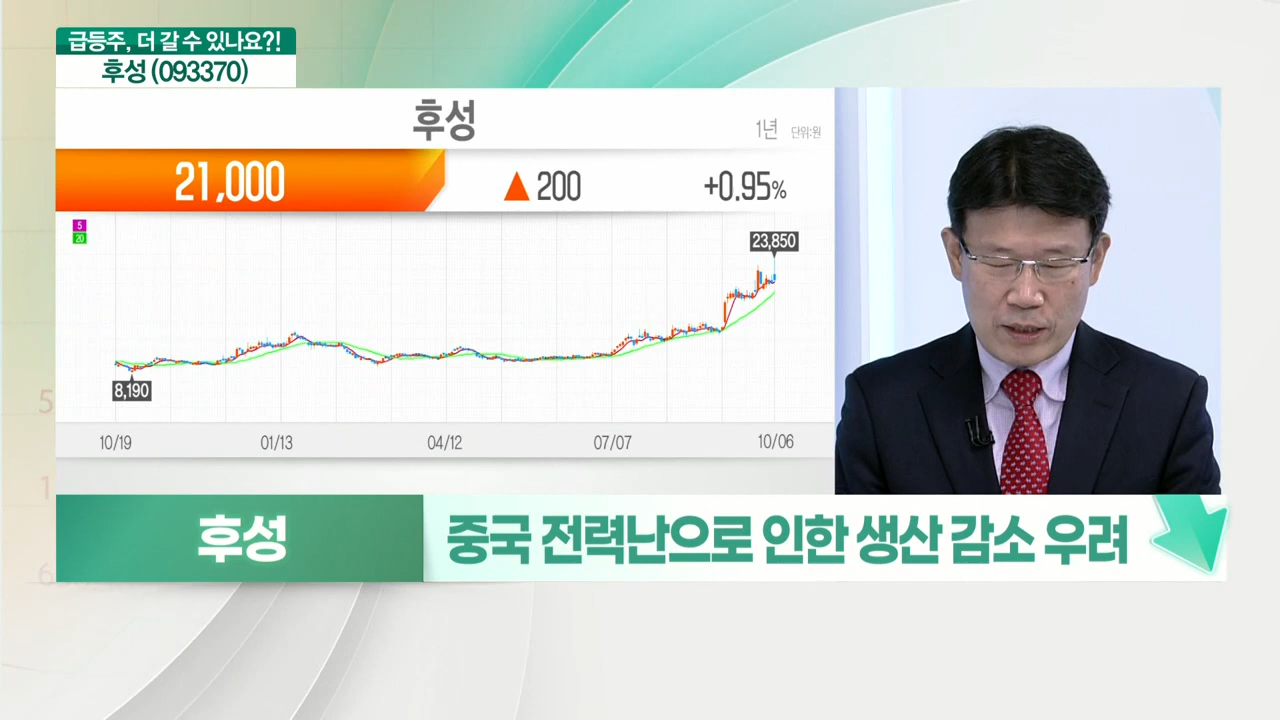 급등주, 더 갈 수 있나요?!
후성 (093370)
후성
1년 단위:원
21,000
▲ 200
+0.95%
5
20
23,850
8,190
10/19
01/13
04/12
07/07
10/06
5
1
6
후성
중국 전력난으로 인한 생산 감소 우려